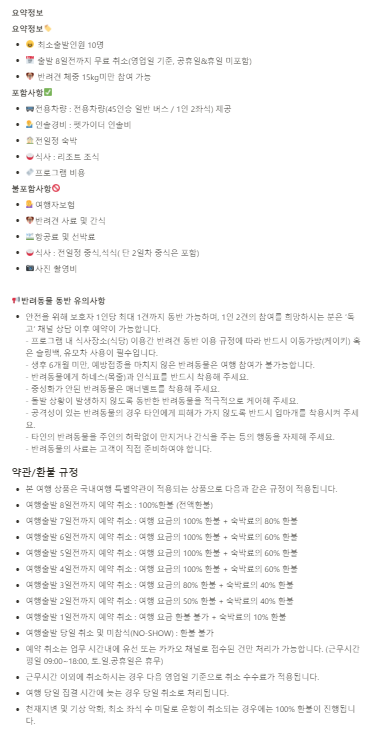 요약정보
요약정보
최소출발인원 10명
출발 8일전까지 무료 취소(영업일 기준, 공휴일&휴일 미포함)
반려견 체중 15kg미만 참여 가능
포함사항
전용차량 : 전용차량(45인승 일반 버스 / 1인 2좌석) 제공
인솔경비 : 펫가이더 인솔비
전일정 숙박
식사 : 리조트 조식
프로그램 비용
불포함사항
여행자보험
반려견 사료 및 간식
항공료 및 선박료
식사 : 전일정 중식,석식( 단 2일차 중식은 포함)
사진 촬영비
반려동물 동반 유의사항
안전을 위해 보호자 1인당 최대 1견까지 동반 가능하며, 1인 2견의 참여를 희망하시는 분은 '독
고' 채널 상담 이후 예약이 가능합니다.
- 프로그램 내 식사장소(식당) 이용간 반려견 동반 이용 규정에 따라 반드시 이동가방(케이키) 혹
은 슬링백, 유모차 사용이 필수입니다.
- 생후 6개월 미만, 예방접종을 마치지 않은 반려동물은 여행 참여가 불가능합니다.
- 반려동물에게 하네스(목줄)과 인식표를 반드시 착용해 주세요.
- 중성화가 안된 반려동물은 매너벨트를 착용해 주세요.
- 돌발 상황이 발생하지 않도록 동반한 반려동물을 적극적으로 케어해 주세요.
- 공격성이 있는 반려동물의 경우 타인에게 피해가 가지 않도록 반드시 입마개를 착용시켜 주세
요.
- 타인의 반려동물을 주인의 허락없이 만지거나 간식을 주는 등의 행동을 자제해 주세요.
- 반려동물의 사료는 고객이 직접 준비하여야 합니다.
약관/환불 규정
본 여행 상품은 국내여행 특별약관이 적용되는 상품으로 다음과 같은 규정이 적용됩니다.
여행출발 8일전까지 예약 취소 : 100%환불 (전액환불)
여행출발 7일전까지 예약 취소 : 여행 요금의 100% 환불 + 숙박료의 80% 환불
여행출발 6일전까지 예약 취소 : 여행 요금의 100% 환불 + 숙박료의 60% 환불
여행출발 5일전까지 예약 취소 : 여행 요금의 100% 환불 + 숙박료의 60% 환불
여행출발 4일전까지 예약 취소 : 여행 요금의 100% 환불 + 숙박료의 60% 환불
여행출발 3일전까지 예약 취소 : 여행 요금의 80% 환불 + 숙박료의 40% 환불
여행출발 2일전까지 예약 취소 : 여행 요금의 50% 환불 + 숙박료의 40% 환불
여행출발 1일전까지 예약 취소 : 여행 요금 환불 불가 + 숙박료의 10% 환불
여행출발 당일 취소 및 미참석(NO-SHOW) : 환불 불가
예약 취소는 업무 시간내에 유선 또는 카카오 채널로 접수된 건만 처리가 가능합니다. (근무시간
평일 09:00~18:00, 토.일.공휴일은 휴무)
근무시간 이외에 취소하시는 경우 다음 영업일 기준으로 취소 수수료가 적용됩니다.
여행 당일 집결 시간에 늦는 경우 당일 취소로 처리됩니다.
천재지변 및 기상 악화, 최소 좌석 수 미달로 운항이 취소되는 경우에는 100% 환불이 진행됩니
다.